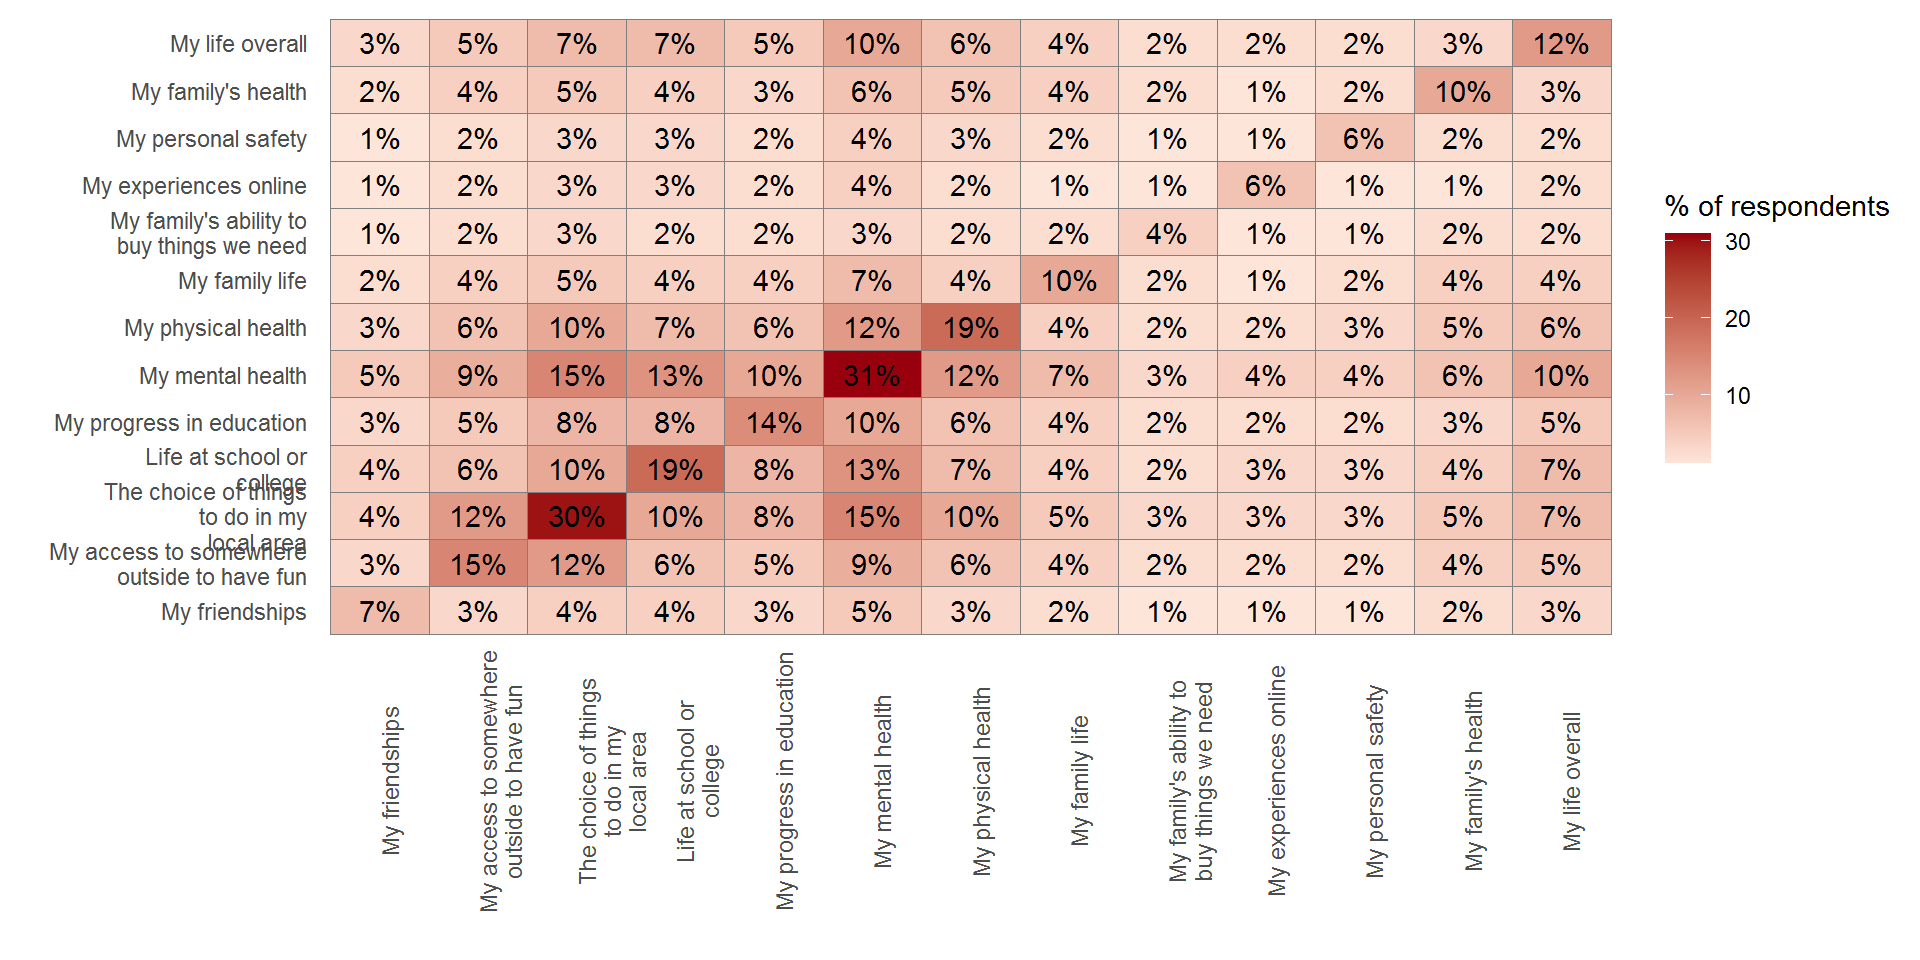 My life overall 3% 5% 7% 7% 5% 10% 6% 4% 2% 2% 2% 3% 12%
My family's health 2% 4% 5% 4% 3% 6% 5% 4% 2% 1% 2% 10% 3%
My personal safety 1% 2% 3% 3% 2% 4% 3% 2% 1% 1% 6% 2% 2%
My experiences online 1% 2% 3% 3% 2% 4% 2% 1% 1% 6% 1% 1% 2%
My family's ability to
buy things we need 1% 2% 3% 2% 2% 3% 2% 2% 4% 1% 1% 2% 2%
My family life 2% 4% 5% 4% 4% 7% 4% 10% 2% 1% 2% 4% 4%
My physical health 3% 6% 10% 7% 6% 12% 19% 4% 2% 2% 3% 5% 6%
My mental health 5% 9% 15% 13% 10% 31% 12% 7% 3% 4% 4% 6% 10%
My progress in education 3% 5% 8% 8% 14% 10% 6% 4% 2% 2% 2% 3% 5%
Life at school or
college 4% 6% 10% 19% 8% 13% 7% 4% 2% 3% 3% 4% 7%
The choice of things
to do in my
local area 4% 12% 30% 10% 8% 15% 10% 5% 3% 3% 3% 5% 7%
My access to somewhere
outside to have fun 3% 15% 12% 6% 5% 9% 6% 4% 2% 2% 2% 4% 5%
My friendships 7% 3% 4% 4% 3% 5% 3% 2% 1% 1% 1% 2% 3%
My friendships
My access to somewhere
outside to have fun
The choice of things
to do in my
local area
Life at school or
college
My progress in education
My mental health
My physical health
My family life
My family's ability to
buy things we need
My experiences online
My personal safety
My family's health
My life overall
% of respondents
30
20
10